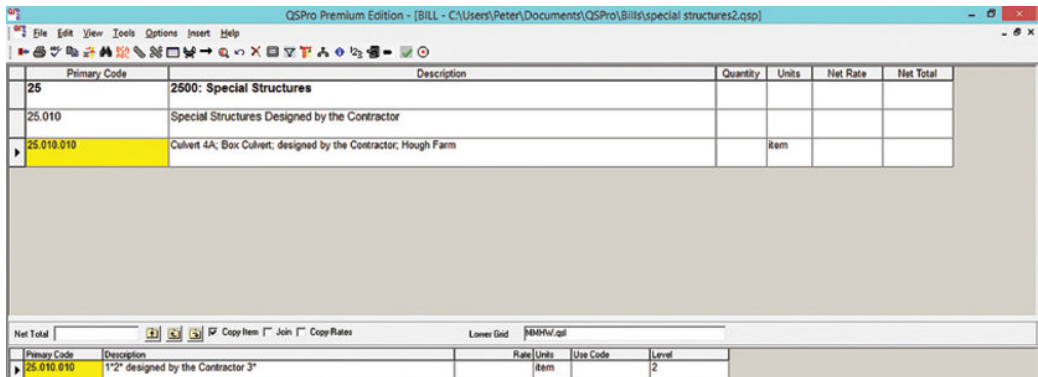 QSPro Premium Edition - [BILL - C:\Users\Peter\Documents\QSPro\Bills\special structures2.qsp]
File Edit View Tools Options Insert Help
Primary Code Description Quantity Units Net Rate Net Total
25 2500: Special Structures
25.010 Special Structures Designed by the Contractor
25.010.010 Culvert 4A; Box Culvert; designed by the Contractor; Hough Farm item
Net Total Copy Item Join Copy Rates Lower Grid MMHW.qsl
Primary Code Description Rate Units Use Code Level
25.010.010 1*2* designed by the Contractor 3* item 2